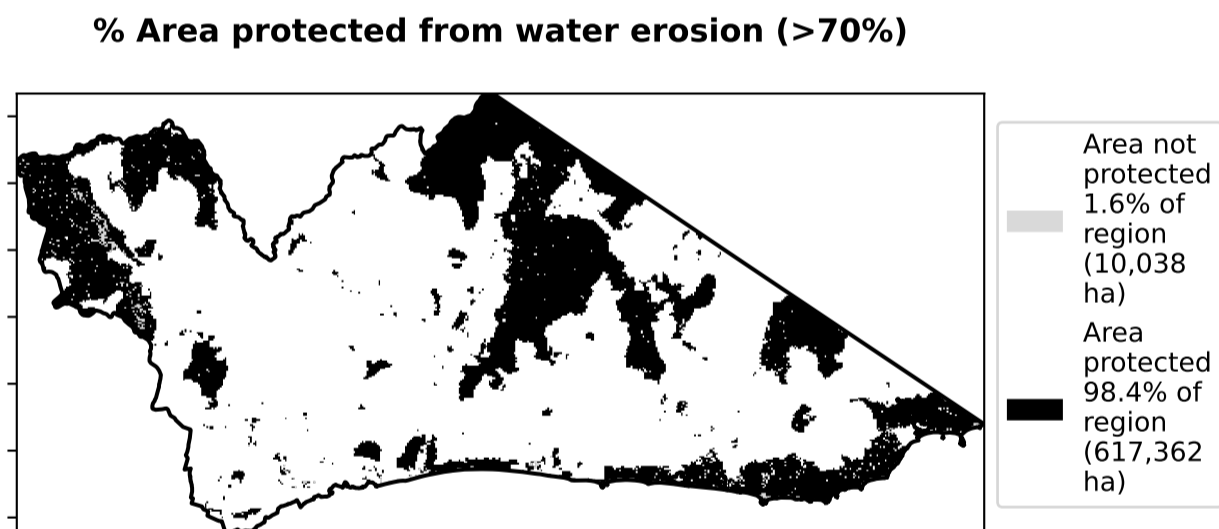 % Area protected from water erosion (>70%)
Area not
protected
1.6% of
region
(10,038
ha)
Area
protected
98.4% of
region
(617,362
ha)